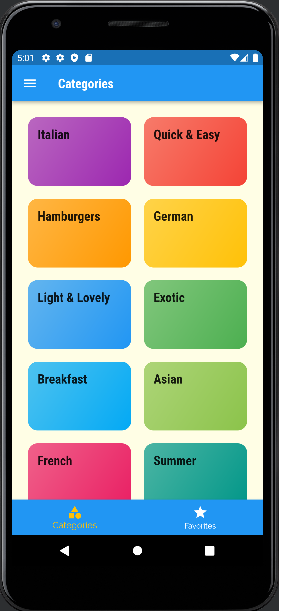 5:01
Categories
Italian
Quick & Easy
Hamburgers
German
Light & Lovely
Exotic
Breakfast
Asian
French
Summer
Categories
Favorites